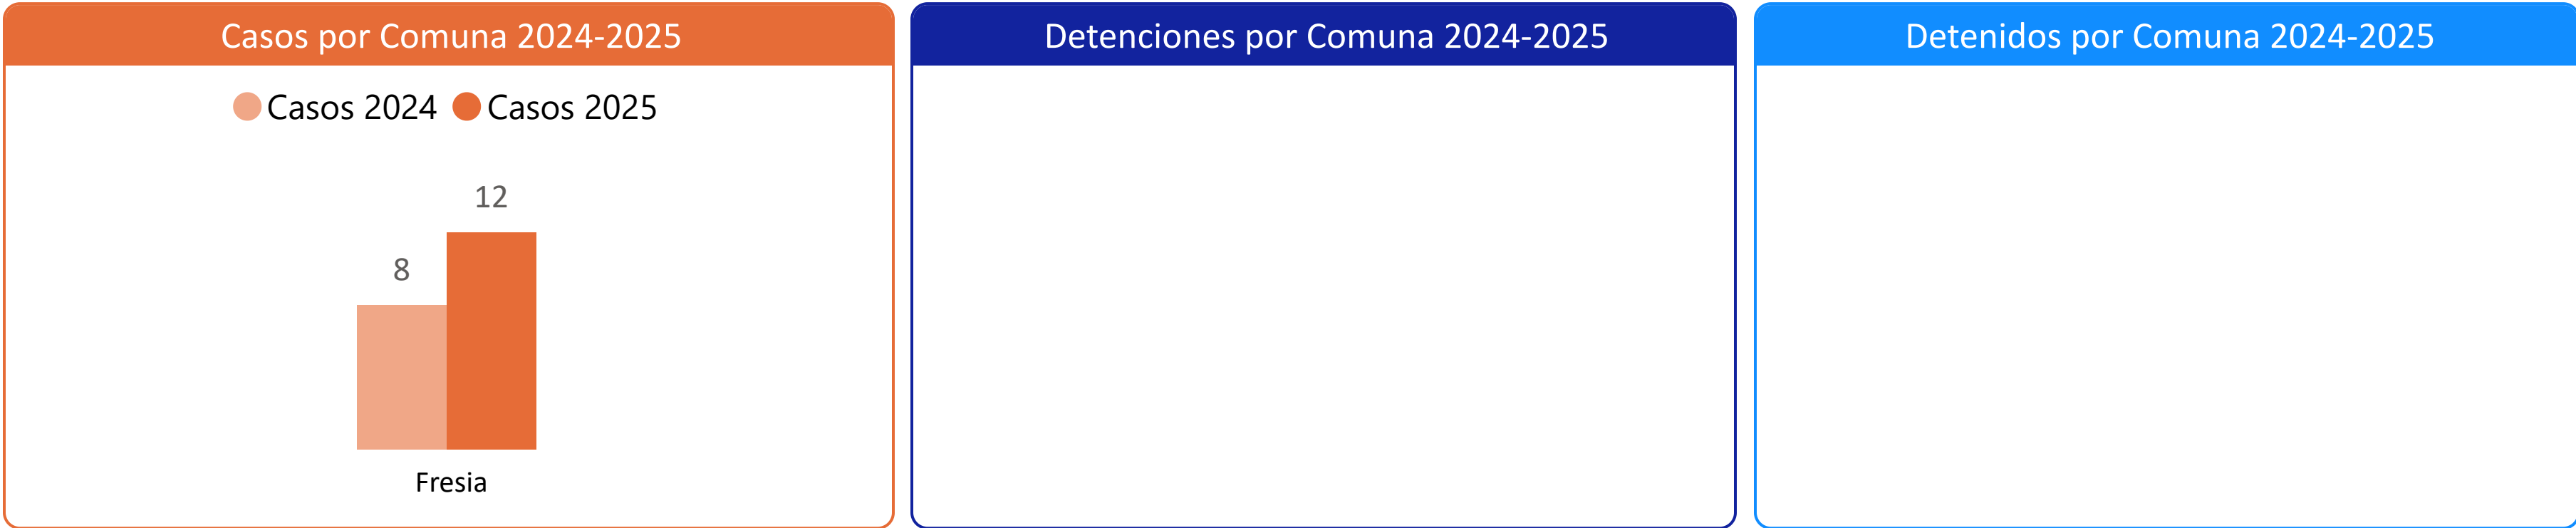 Casos por Comuna 2024-2025
Casos 2024 Casos 2025
12
8
Fresia
Detenciones por Comuna 2024-2025
Detenidos por Comuna 2024-2025